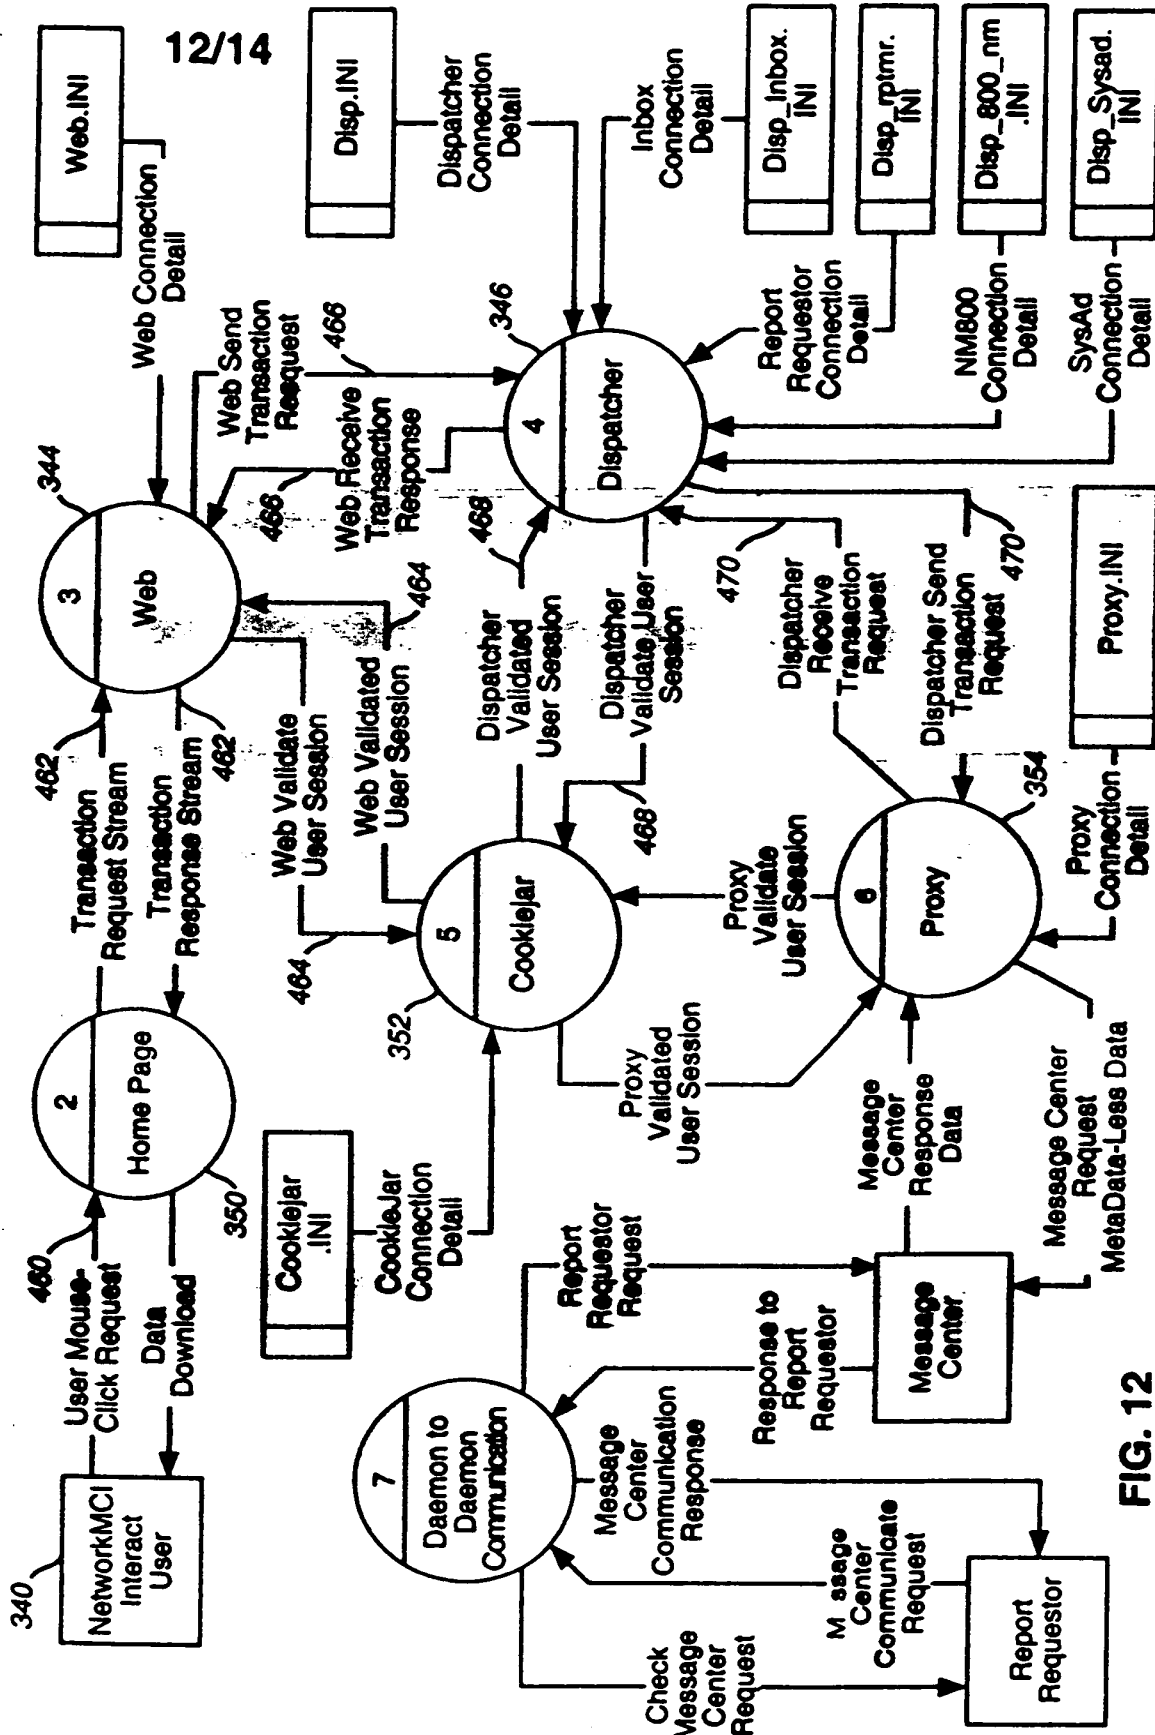 12/14
340
NetworkMCI
Interact
User
User Mouse-
Click Request
460
Data
Download
2
Home Page
350
Transaction
Request Stream
462
Transaction
Response Stream
462
3
Web
344
Web.INI
Web Connection
Detail
Web Validate
User Session
464
Web Validated
User Session
464
Web Send
Transaction
Request
466
Web Receive
Transaction
Response
466
Disp.INI
Dispatcher
Connection
Detail
4
Dispatcher
346
Inbox
Connection
Detail
Disp_Inbox.
INI
Report
Requestor
Connection
Detail
Disp_rptmr.
INI
NM800
Connection
Detail
Disp_800_nm
.INI
SysAd
Connection
Detail
Disp_Sysad.
INI
CookieJar
.INI
CookieJar
Connection
Detail
352
5
CookieJar
Dispatcher
Validated
User Session
468
Dispatcher
Validate User
Session
468
Proxy
Validated
User Session
Proxy
Validate
User Session
Dispatcher
Receive
Transaction
Request
470
Dispatcher Send
Transaction
Request
470
6
Proxy
354
Proxy
Connection
Detail
Proxy.INI
7
Daemon to
Daemon
Communication
Report
Requestor
Request
Response to
Report
Requestor
Message
Center
Message
Center
Response
Data
Message Center
Request
MetaData-Less Data
Message
Center
Communication
Response
M ssage
Center
Communicate
Request
Check
Message
Center
Request
Report
Requestor
FIG. 12